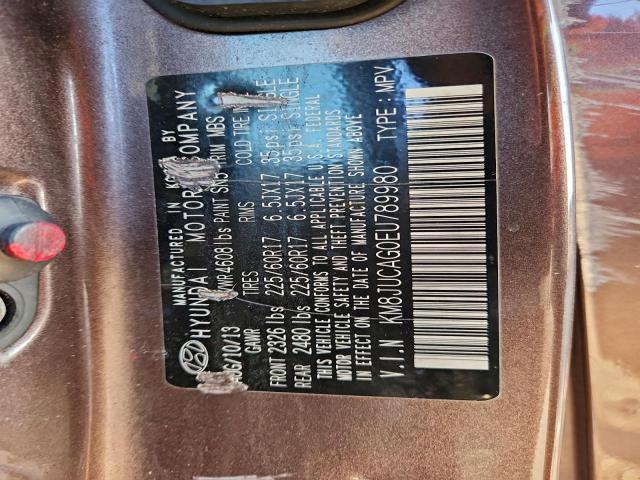 MANUFACTURED IN BY
HYUNDAI MOTOR COMPANY
/10/13 4608 lbs PAINT TRIM MBS
GAWR TIRES RIMS COLD TIRE
FRONT 2326 lbs 225/60R17 6.5JX17 35psi SINGLE
REAR 2480 lbs 225/60R17 6.5JX17 35psi SINGLE
THIS VEHICLE CONFORMS TO ALL APPLICABLE U.S.A FEDERAL
MOTOR VEHICLE SAFETY AND THEFT PREVENTION STANDARDS
IN EFFECT ON THE DATE OF MANUFACTURE SHOWN ABOVE.
V.I.N KM8JUCAG0EU789980 TYPE : MPV